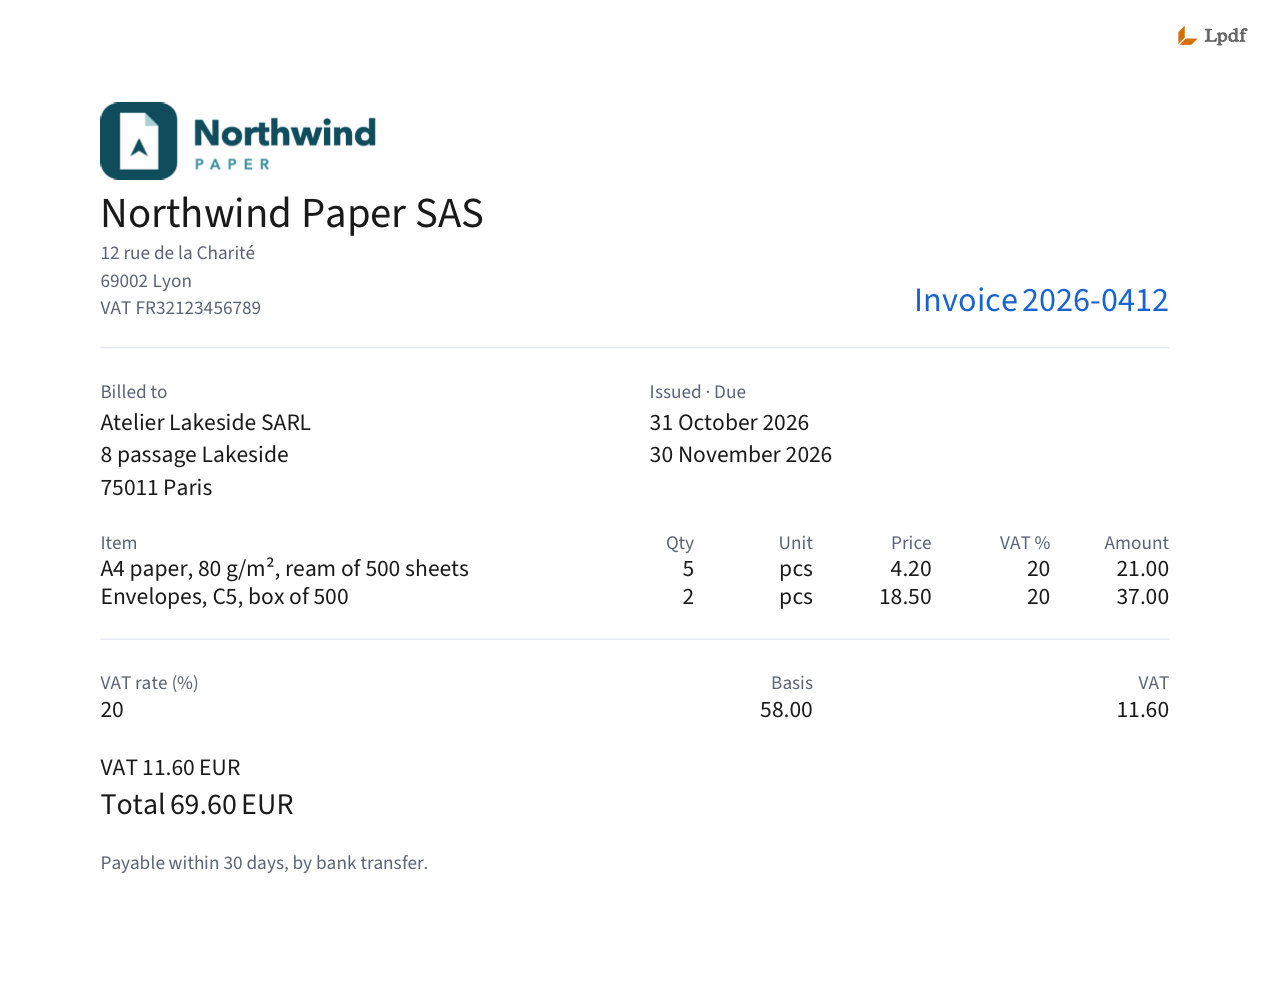 Lpdf
Northwind
PAPER
Northwind Paper SAS
12 rue de la Charité
69002 Lyon
VAT FR32123456789
Invoice 2026-0412
Billed to
Atelier Lakeside SARL
8 passage Lakeside
75011 Paris
Issued · Due
31 October 2026
30 November 2026
Item Qty Unit Price VAT % Amount
A4 paper, 80 g/m², ream of 500 sheets 5 pcs 4.20 20 21.00
Envelopes, C5, box of 500 2 pcs 18.50 20 37.00
VAT rate (%) Basis VAT
20 58.00 11.60
VAT 11.60 EUR
Total 69.60 EUR
Payable within 30 days, by bank transfer.